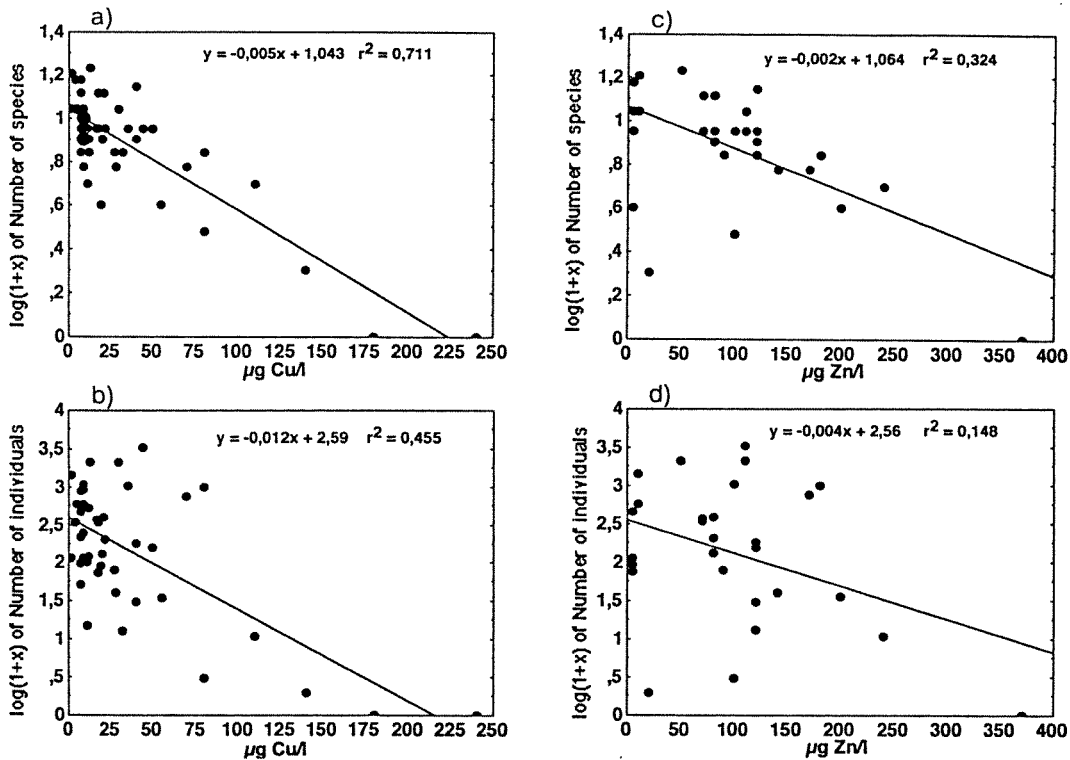 a)
y = -0,005x + 1,043 r² = 0,711
log(1+x) of Number of species
1,4
1,2
1
,8
,6
,4
,2
0
0 25 50 75 100 125 150 175 200 225 250
µg Cu/l
c)
y = -0,002x + 1,064 r² = 0,324
log(1+x) of Number of species
1,4
1,2
1
,8
,6
,4
,2
0
0 50 100 150 200 250 300 350 400
µg Zn/l
b)
y = -0,012x + 2,59 r² = 0,455
log(1+x) of Number of individuals
4
3,5
3
2,5
2
1,5
1
,5
0
0 25 50 75 100 125 150 175 200 225 250
µg Cu/l
d)
y = -0,004x + 2,56 r² = 0,148
log(1+x) of Number of individuals
4
3,5
3
2,5
2
1,5
1
,5
0
0 50 100 150 200 250 300 350 400
µg Zn/l